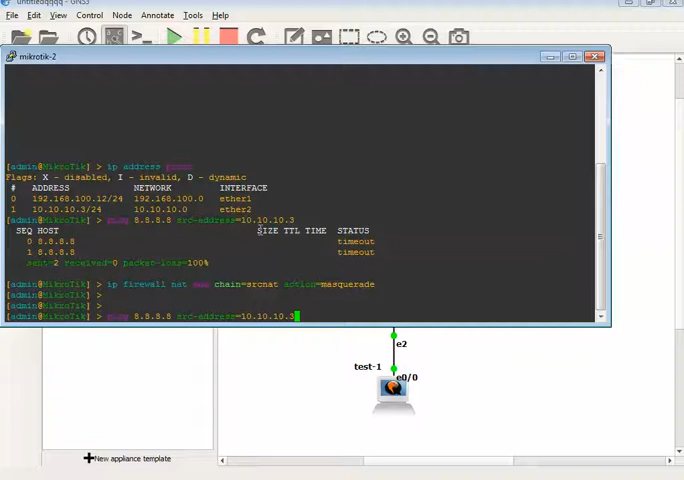 untitledqqqq - GNS3
File Edit View Control Node Annotate Tools Help
mikrotik-2
[admin@MikroTik] > ip address print
Flags: X - disabled, I - invalid, D - dynamic
# ADDRESS NETWORK INTERFACE
0 192.168.100.12/24 192.168.100.0 ether1
1 10.10.10.3/24 10.10.10.0 ether2
[admin@MikroTik] > ping 8.8.8.8 src-address=10.10.10.3
SEQ HOST SIZE TTL TIME STATUS
0 8.8.8.8 timeout
1 8.8.8.8 timeout
sent=2 received=0 packet-loss=100%
[admin@MikroTik] > ip firewall nat add chain=srcnat action=masquerade
[admin@MikroTik] >
[admin@MikroTik] >
[admin@MikroTik] > ping 8.8.8.8 src-address=10.10.10.3
e2
test-1
e0/0
New appliance template